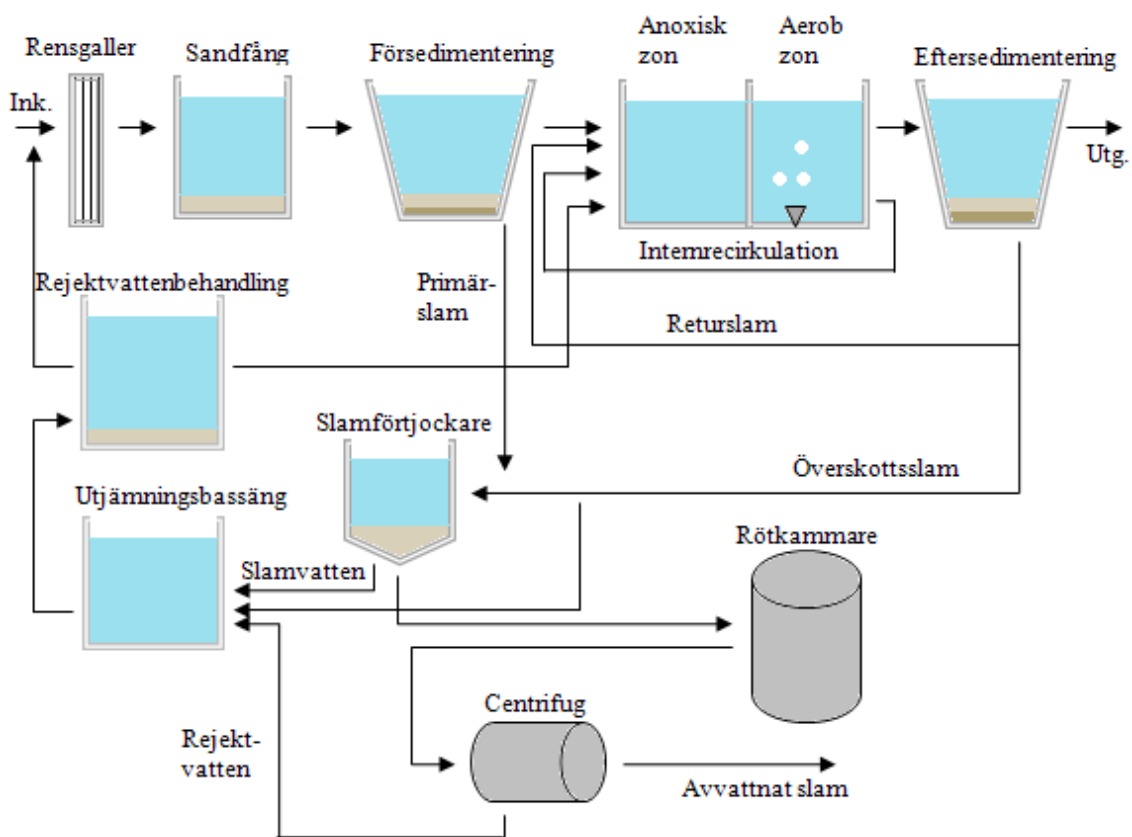 Rensgaller
Sandfång
Försedimentering
Anoxisk
zon
Aerob
zon
Eftersedimentering
Ink.
Utg.
Internrecirkulation
Rejektvattenbehandling
Primär-
slam
Returslam
Slamförtjockare
Överskottsslam
Utjämningsbassäng
Rötkammare
Slamvatten
Centrifug
Rejekt-
vatten
Avvattnat slam